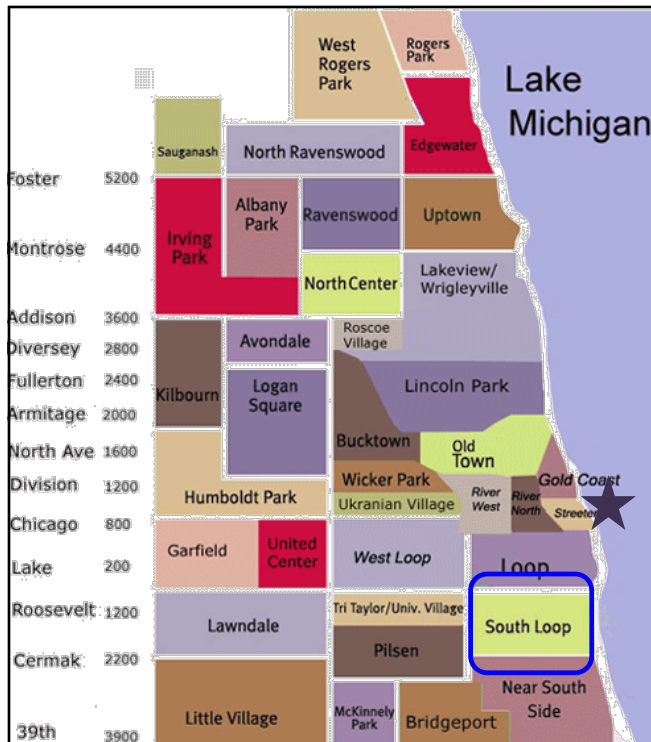 West
Rogers
Park
Rogers
Park
Lake
Michigan
Sauganash
North Ravenswood
Edgewater
Foster 5200
Irving
Park
Albany
Park
Ravenswood
Uptown
Montrose 4400
North Center
Lakeview/
Wrigleyville
Addison 3600
Diversey 2800
Avondale
Roscoe
Village
Fullerton 2400
Kilbourn
Logan
Square
Lincoln Park
Armitage 2000
North Ave 1600
Bucktown
Old
Town
Division 1200
Humboldt Park
Wicker Park
Ukranian Village
River
West
River
North
Gold Coast
Streeter
Chicago 800
Garfield
United
Center
West Loop
Loop
Lake 200
Roosevelt 1200
Lawndale
Tri Taylor/Univ. Village
South Loop
Pilsen
Cermak 2200
Little Village
McKinnely
Park
Bridgeport
Near South
Side
39th 3900